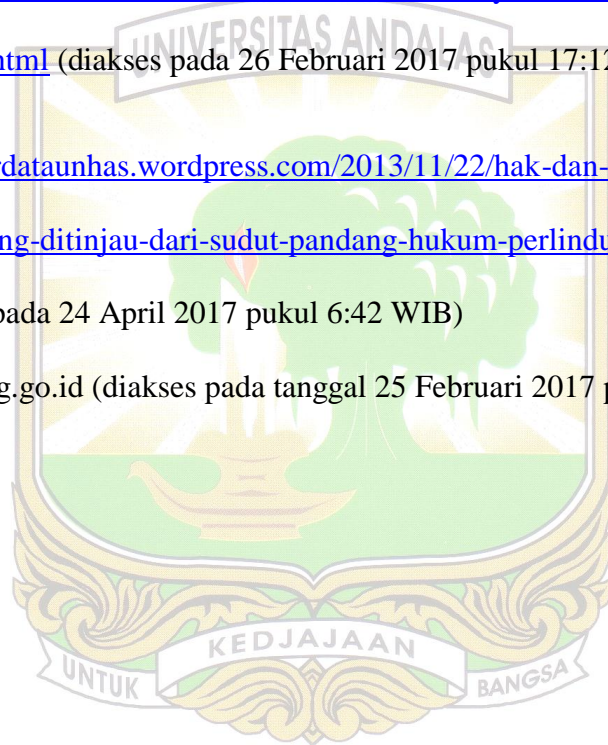 UNIVERSITAS ANDALAS
html (diakses pada 26 Februari 2017 pukul 17:12
rdataunhas.wordpress.com/2013/11/22/hak-dan-
ng-ditinjau-dari-sudut-pandang-hukum-perlindu
pada 24 April 2017 pukul 6:42 WIB)
g.go.id (diakses pada tanggal 25 Februari 2017 p
UNTUK KEDJAJAAN BANGSA